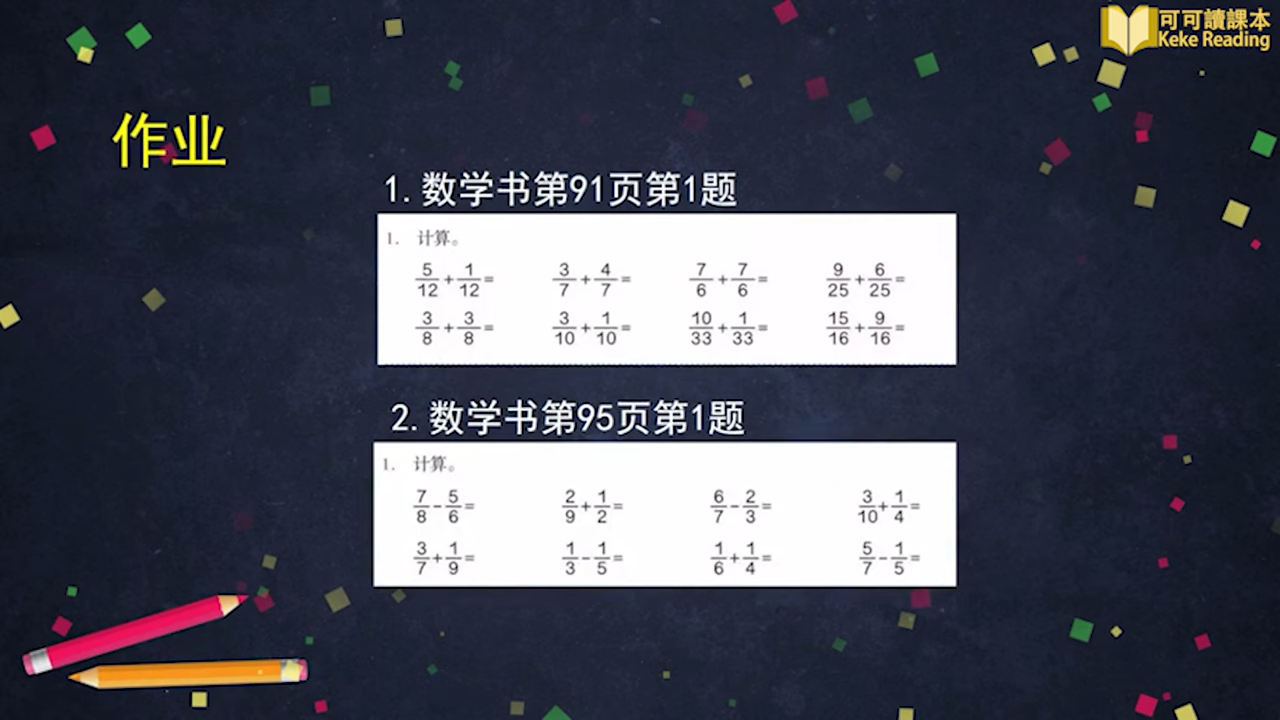 可可讀課本
Keke Reading
作业
1.数学书第91页第1题
1. 计算。
5/12+1/12= 3/7+4/7= 7/6+7/6= 9/25+6/25=
3/8+3/8= 3/10+1/10= 10/33+1/33= 15/16+9/16=
2.数学书第95页第1题
1. 计算。
7/8-5/6= 2/9+1/2= 6/7-2/3= 3/10+1/4=
3/7+1/9= 1/3-1/5= 1/6+1/4= 5/7-1/5=